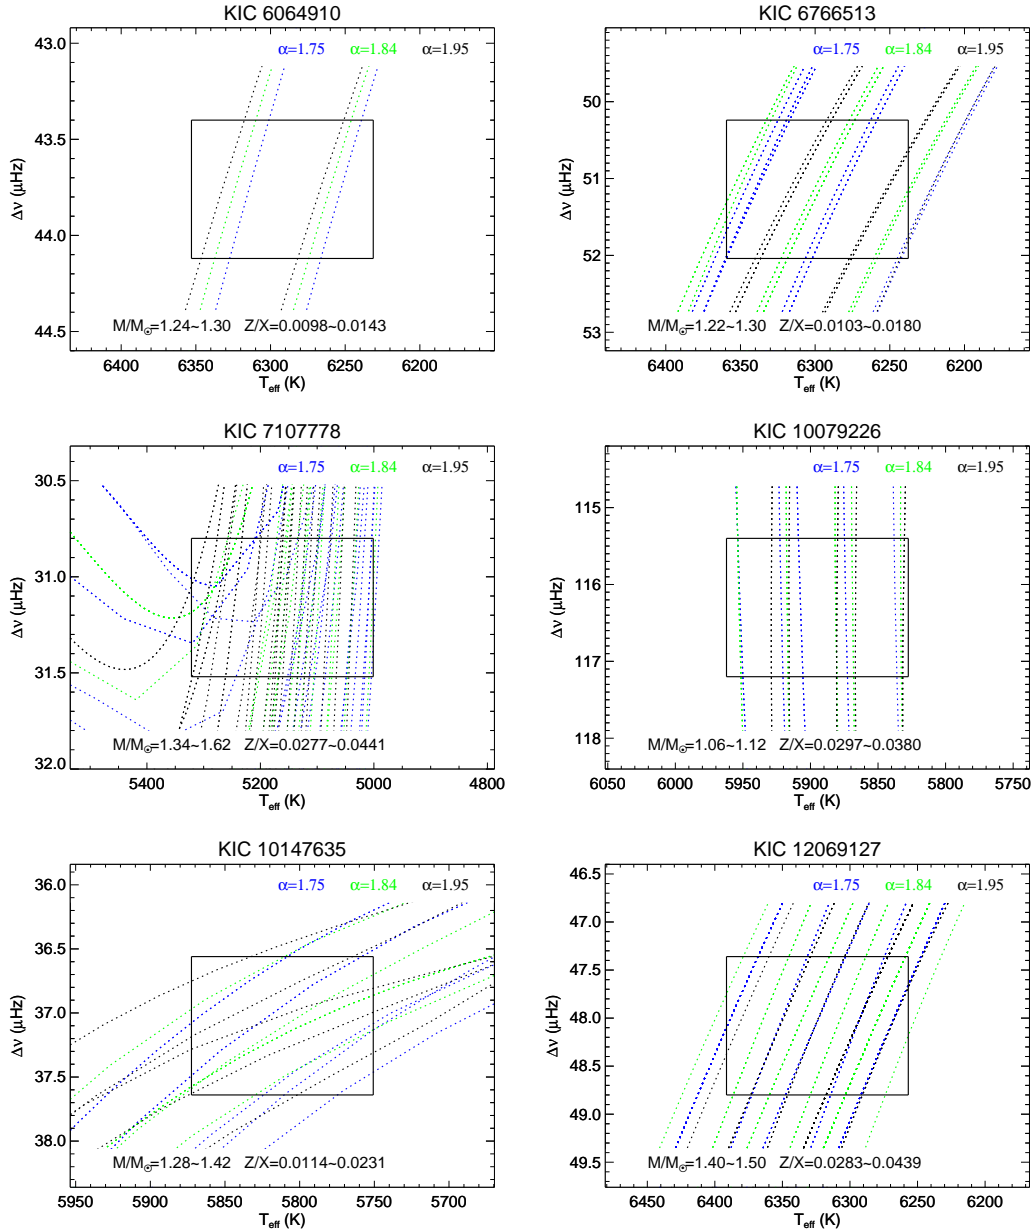 KIC 6064910
α=1.75 α=1.84 α=1.95
43.0
43.5
44.0
44.5
Δν (μHz)
M/M☉=1.24~1.30 Z/X=0.0098~0.0143
6400 6350 6300 6250 6200
Teff (K)
KIC 6766513
α=1.75 α=1.84 α=1.95
50
51
52
53
Δν (μHz)
M/M☉=1.22~1.30 Z/X=0.0103~0.0180
6400 6350 6300 6250 6200
Teff (K)
KIC 7107778
α=1.75 α=1.84 α=1.95
30.5
31.0
31.5
32.0
Δν (μHz)
M/M☉=1.34~1.62 Z/X=0.0277~0.0441
5400 5200 5000 4800
Teff (K)
KIC 10079226
α=1.75 α=1.84 α=1.95
115
116
117
118
Δν (μHz)
M/M☉=1.06~1.12 Z/X=0.0297~0.0380
6050 6000 5950 5900 5850 5800 5750
Teff (K)
KIC 10147635
α=1.75 α=1.84 α=1.95
36.0
36.5
37.0
37.5
38.0
Δν (μHz)
M/M☉=1.28~1.42 Z/X=0.0114~0.0231
5950 5900 5850 5800 5750 5700
Teff (K)
KIC 12069127
α=1.75 α=1.84 α=1.95
46.5
47.0
47.5
48.0
48.5
49.0
49.5
Δν (μHz)
M/M☉=1.40~1.50 Z/X=0.0283~0.0439
6450 6400 6350 6300 6250 6200
Teff (K)